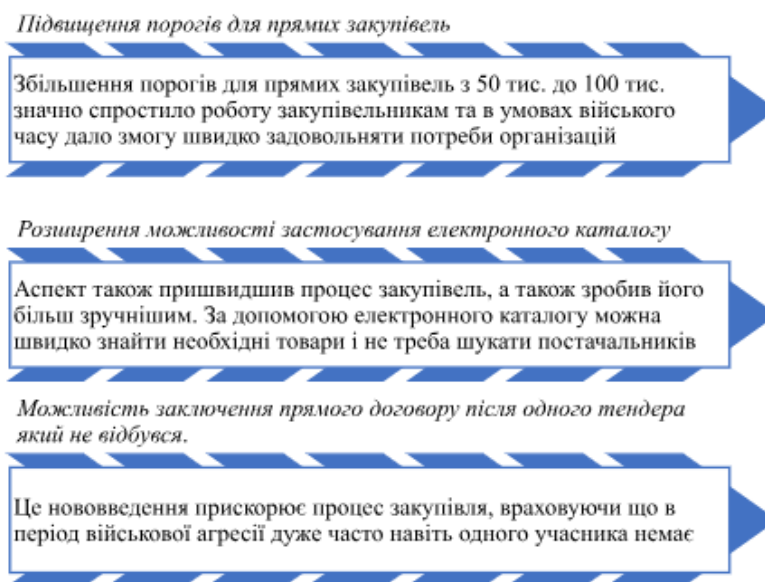 Підвищення порогів для прямих закупівель
Збільшення порогів для прямих закупівель з 50 тис. до 100 тис.
значно спростило роботу закупівельникам та в умовах війського
часу дало змогу швидко задовольняти потреби організацій
Розширення можливості застосування електронного каталогу
Аспект також пришвидшив процес закупівель, а також зробив його
більш зручнішим. За допомогою електронного каталогу можна
швидко знайти необхідні товари і не треба шукати постачальників
Можливість заключення прямого договору після одного тендера
який не відбувся.
Це нововведення прискорює процес закупівля, враховуючи що в
період військової агресії дуже часто навіть одного учасника немає